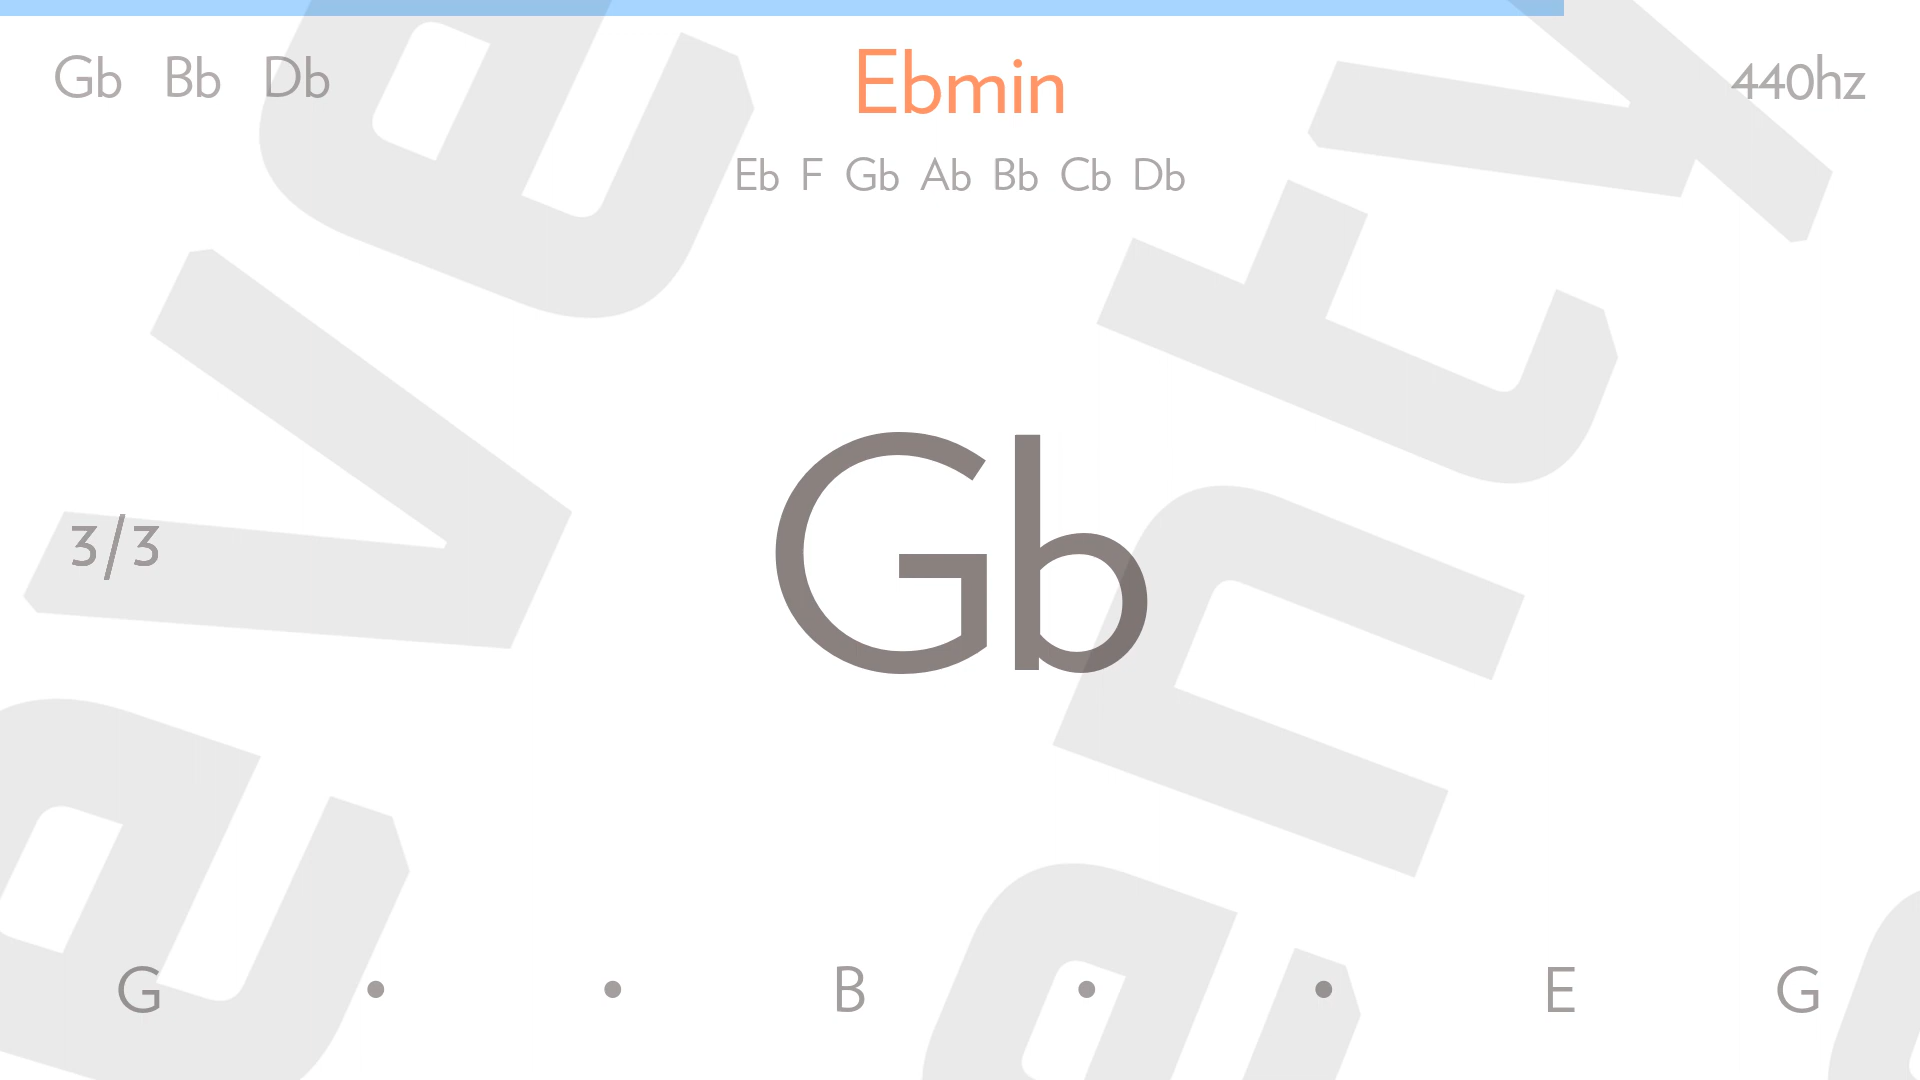 Gb Bb Db
Ebmin
440hz
Eb F Gb Ab Bb Cb Db
Gb
3/3
G • • B • • E G